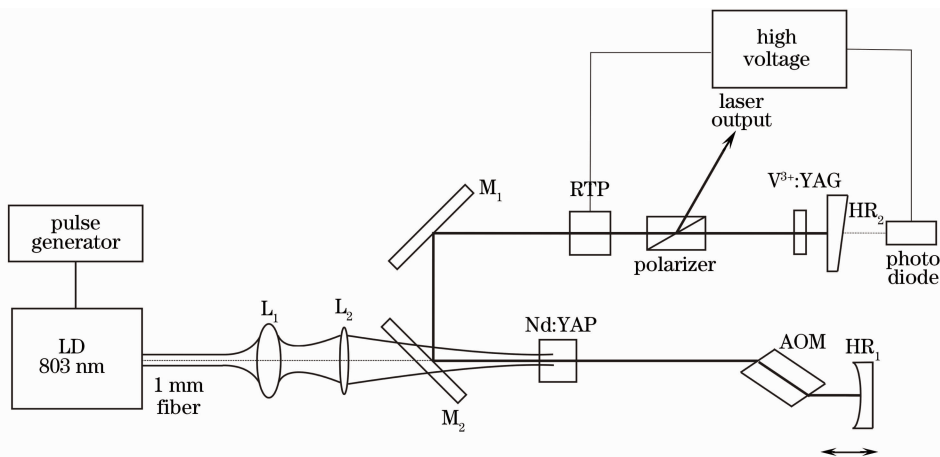 high
voltage
laser
output
M₁
RTP
V³⁺:YAG
HR₂
pulse
generator
polarizer
photo
diode
L₁
L₂
Nd:YAP
AOM
HR₁
LD
803 nm
1 mm
fiber
M₂